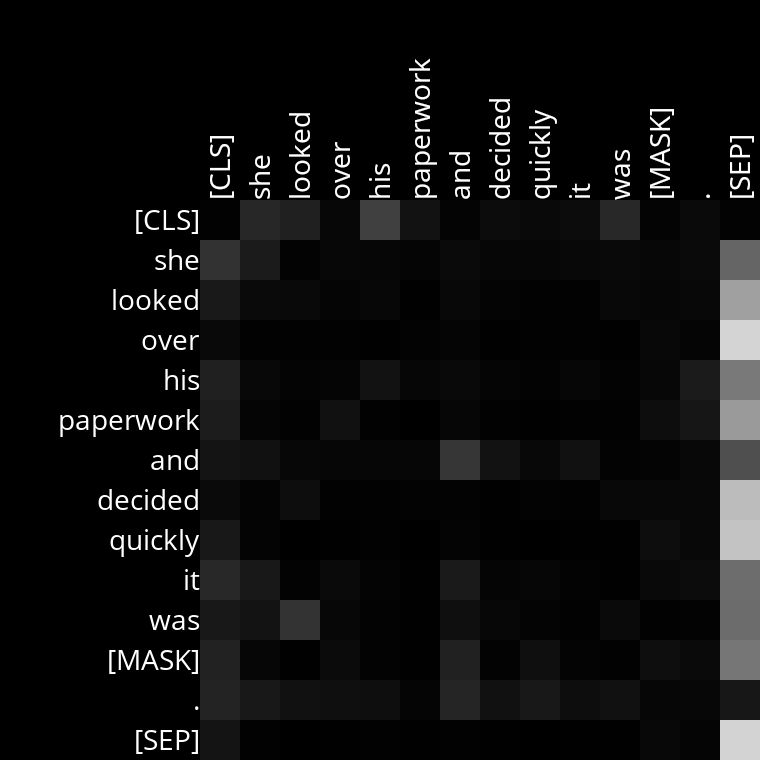 [CLS] she looked over his paperwork and decided quickly it was [MASK] . [SEP]
[CLS]
she
looked
over
his
paperwork
and
decided
quickly
it
was
[MASK]
.
[SEP]